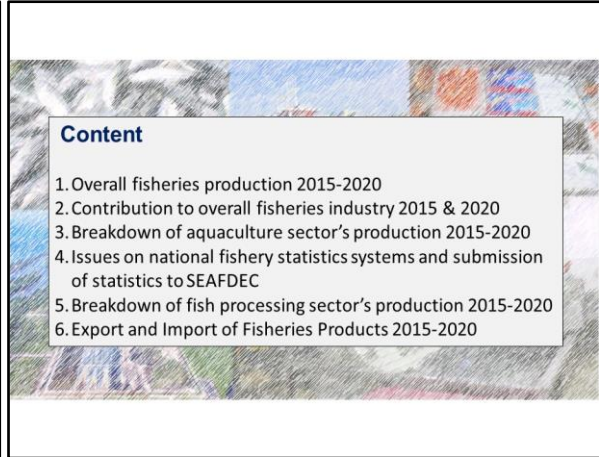 Content
1. Overall fisheries production 2015-2020
2. Contribution to overall fisheries industry 2015 & 2020
3. Breakdown of aquaculture sector's production 2015-2020
4. Issues on national fishery statistics systems and submission
of statistics to SEAFDEC
5. Breakdown of fish processing sector's production 2015-2020
6. Export and Import of Fisheries Products 2015-2020